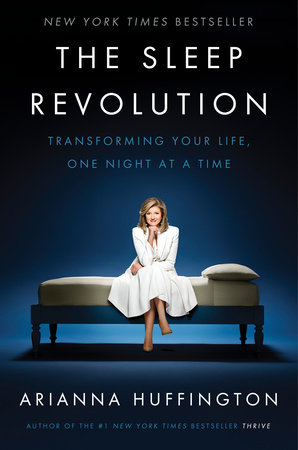 NEW YORK TIMES BESTSELLER
THE SLEEP
REVOLUTION
TRANSFORMING YOUR LIFE,
ONE NIGHT AT A TIME
ARIANNA HUFFINGTON
AUTHOR OF THE #1 NEW YORK TIMES BESTSELLER THRIVE